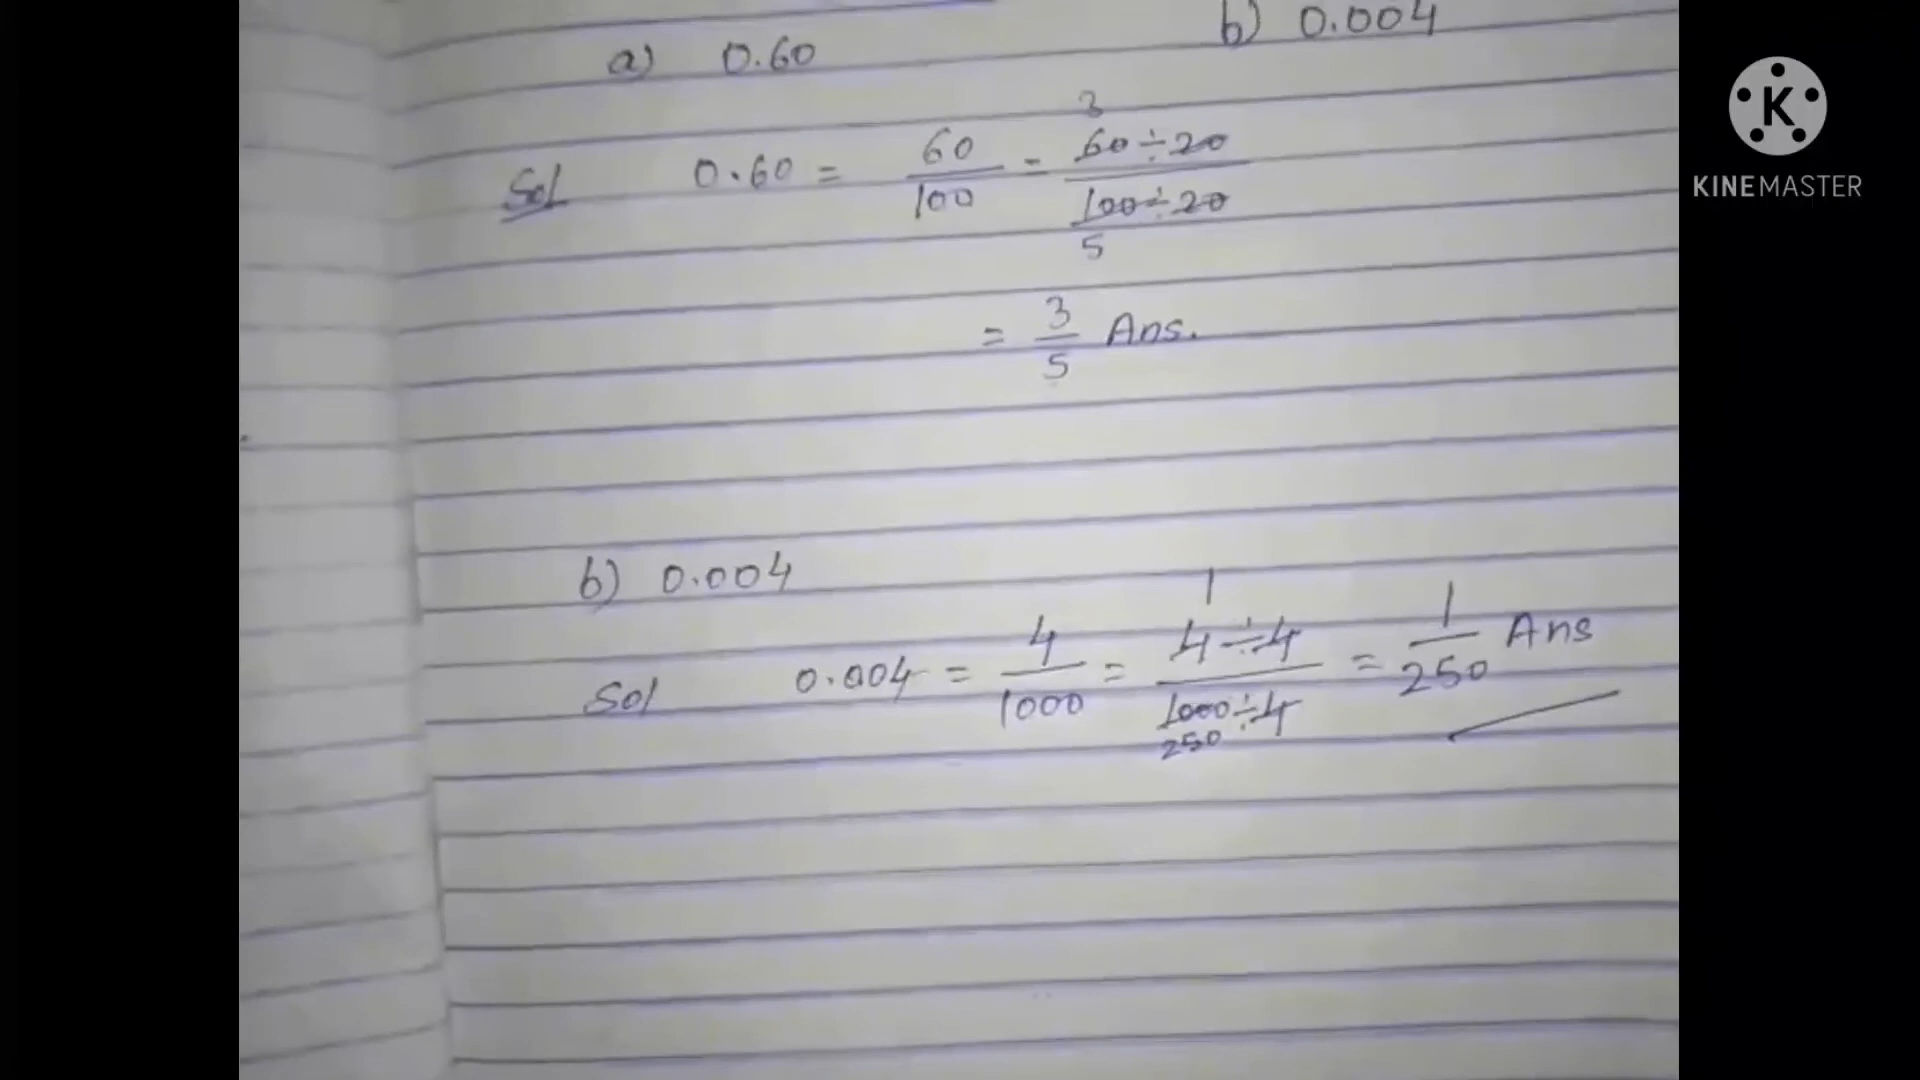 a) 0.60 b) 0.004
3
Sol 0.60 = 60/100 = 60÷20/100÷20
5
= 3/5 Ans.
b) 0.004
1
Sol 0.004 = 4/1000 = 4÷4/1000÷4 = 1/250 Ans
250
K
KINEMASTER